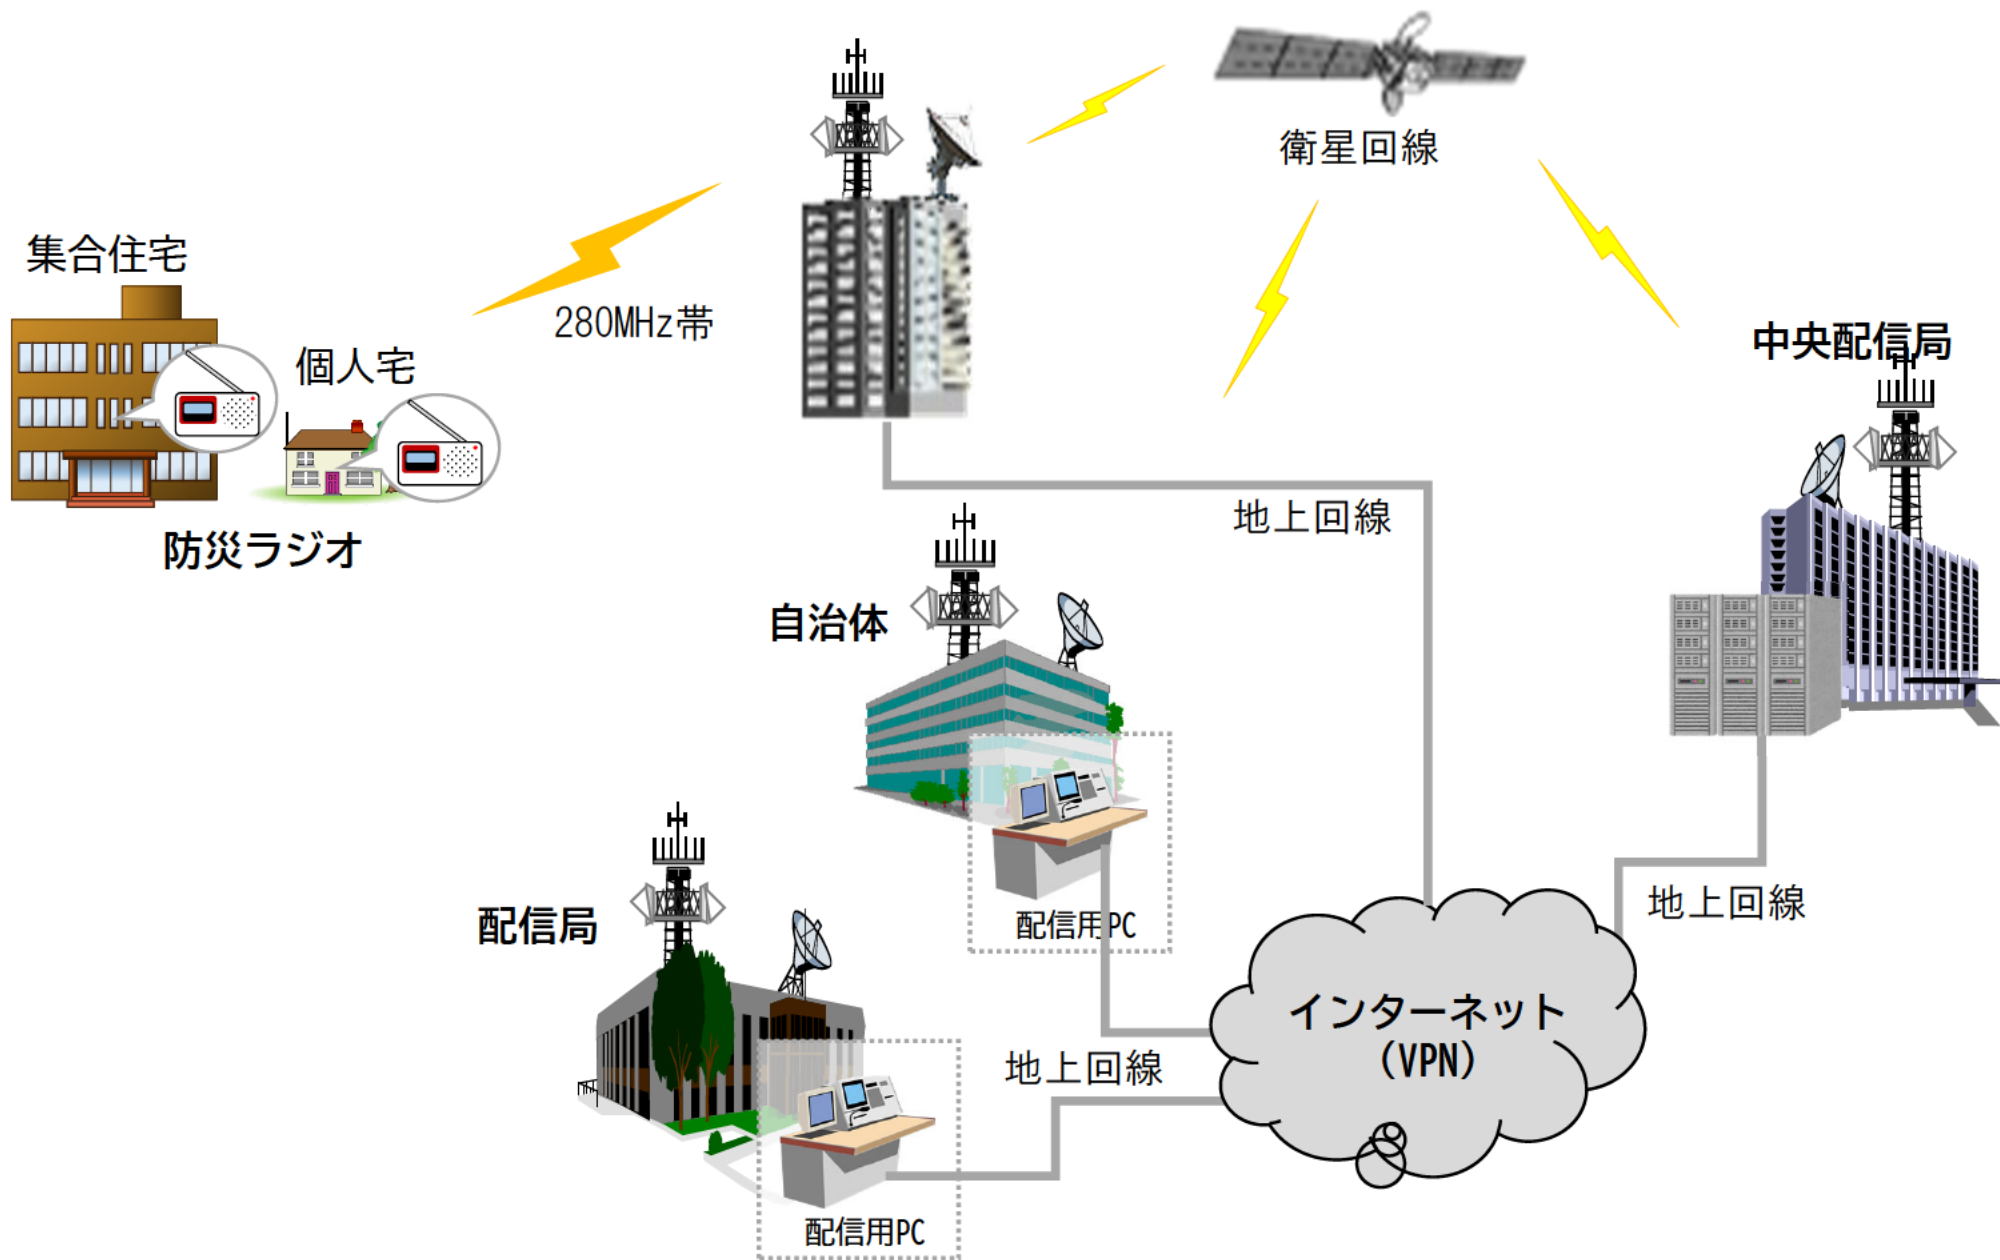 衛星回線
集合住宅
280MHz帯
中央配信局
個人宅
地上回線
防災ラジオ
自治体
地上回線
配信局
配信用PC
インターネット
(VPN)
地上回線
配信用PC